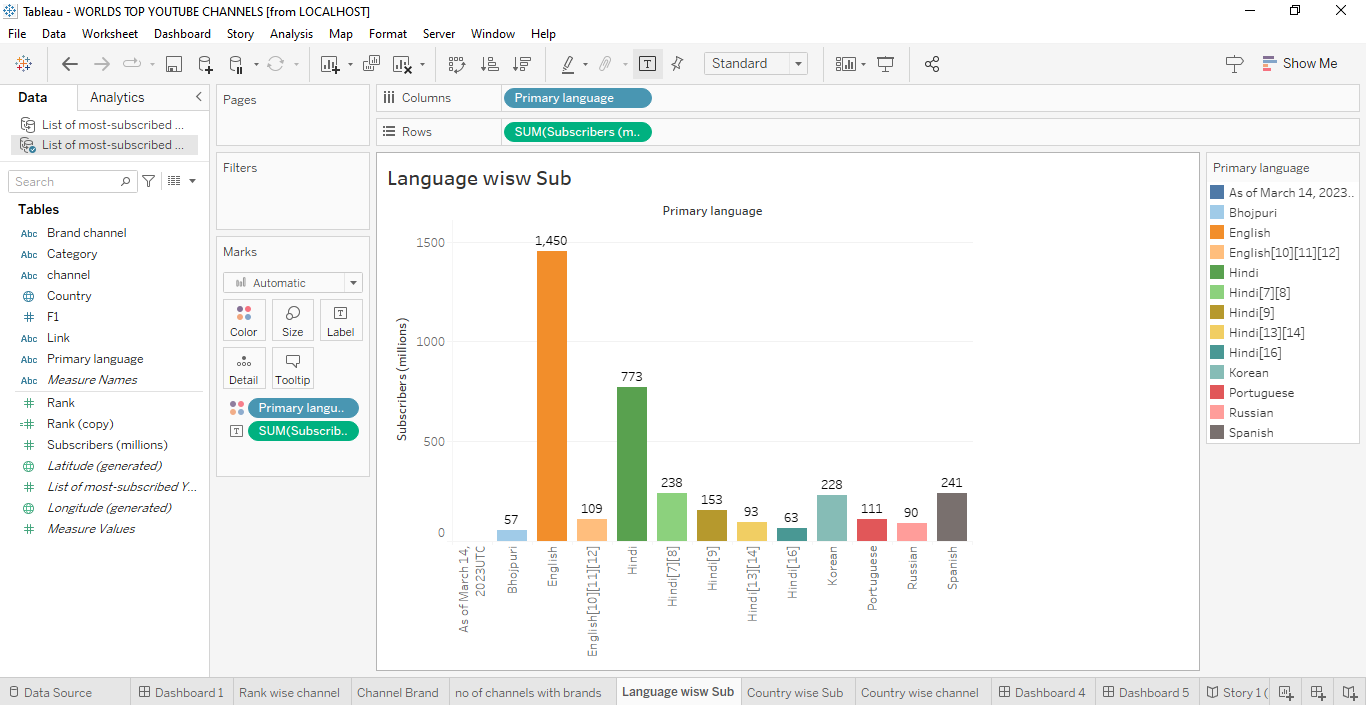 Tableau - WORLDS TOP YOUTUBE CHANNELS [from LOCALHOST]
File Data Worksheet Dashboard Story Analysis Map Format Server Window Help
Standard
Show Me
Data Analytics
List of most-subscribed ...
List of most-subscribed ...
Search
Tables
Abc Brand channel
Abc Category
Abc channel
Country
# F1
Abc Link
Abc Primary language
Abc Measure Names
# Rank
=# Rank (copy)
# Subscribers (millions)
Latitude (generated)
# List of most-subscribed Y...
Longitude (generated)
# Measure Values
Pages
Filters
Marks
Automatic
Color Size Label
Detail Tooltip
Primary langu..
SUM(Subscrib..
Columns Primary language
Rows SUM(Subscribers (m..
Language wisw Sub
Primary language
Subscribers (millions)
1500
1000
500
0
57
1,450
109
773
238
153
93
63
228
111
90
241
As of March 14, 2023UTC
Bhojpuri
English
English[10][11][12]
Hindi
Hindi[7][8]
Hindi[9]
Hindi[13][14]
Hindi[16]
Korean
Portuguese
Russian
Spanish
Primary language
As of March 14, 2023..
Bhojpuri
English
English[10][11][12]
Hindi
Hindi[7][8]
Hindi[9]
Hindi[13][14]
Hindi[16]
Korean
Portuguese
Russian
Spanish
Data Source Dashboard 1 Rank wise channel Channel Brand no of channels with brands Language wisw Sub Country wise Sub Country wise channel Dashboard 4 Dashboard 5 Story 1 (